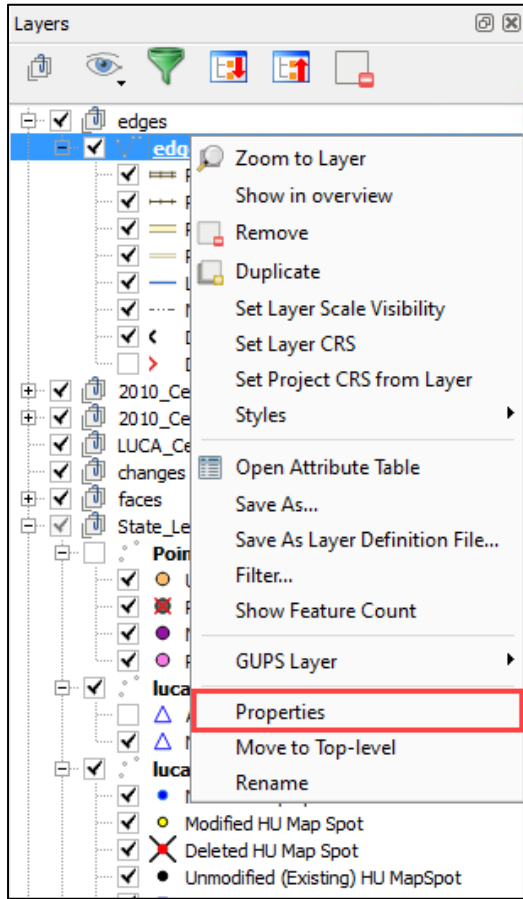 Layers
edges
edg
Zoom to Layer
Show in overview
Remove
Duplicate
Set Layer Scale Visibility
Set Layer CRS
Set Project CRS from Layer
Styles
Open Attribute Table
Save As...
Save As Layer Definition File...
Filter...
Show Feature Count
GUPS Layer
Properties
Move to Top-level
Rename
2010_Ce
2010_Ce
LUCA_Ce
changes
faces
State_Le
Poin
luca
luca
Modified HU Map Spot
Deleted HU Map Spot
Unmodified (Existing) HU MapSpot